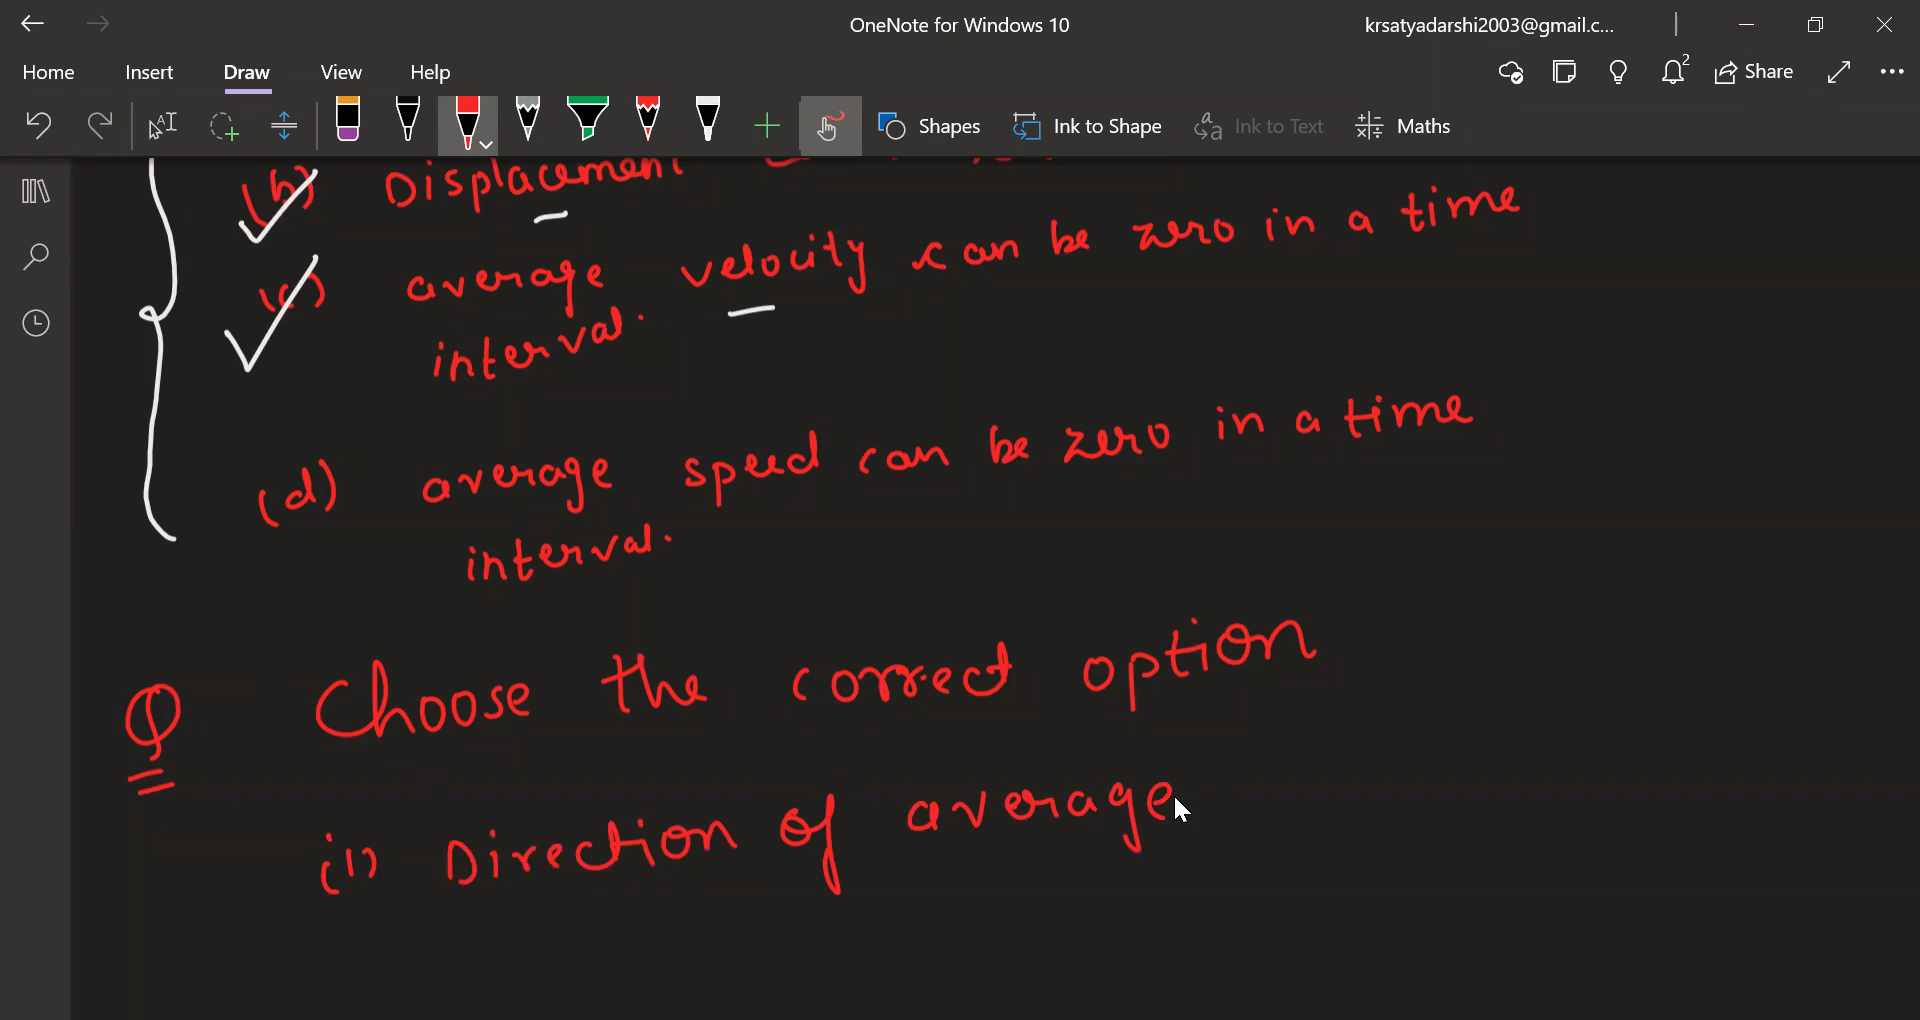 OneNote for Windows 10
krsatyadarshi2003@gmail.c...
Home Insert Draw View Help
2 Share
Shapes Ink to Shape Ink to Text Maths
(b) Displacement
(c) average velocity can be zero in a time
interval.
(d) average speed can be zero in a time
interval.
Q Choose the correct option
(1) Direction of average